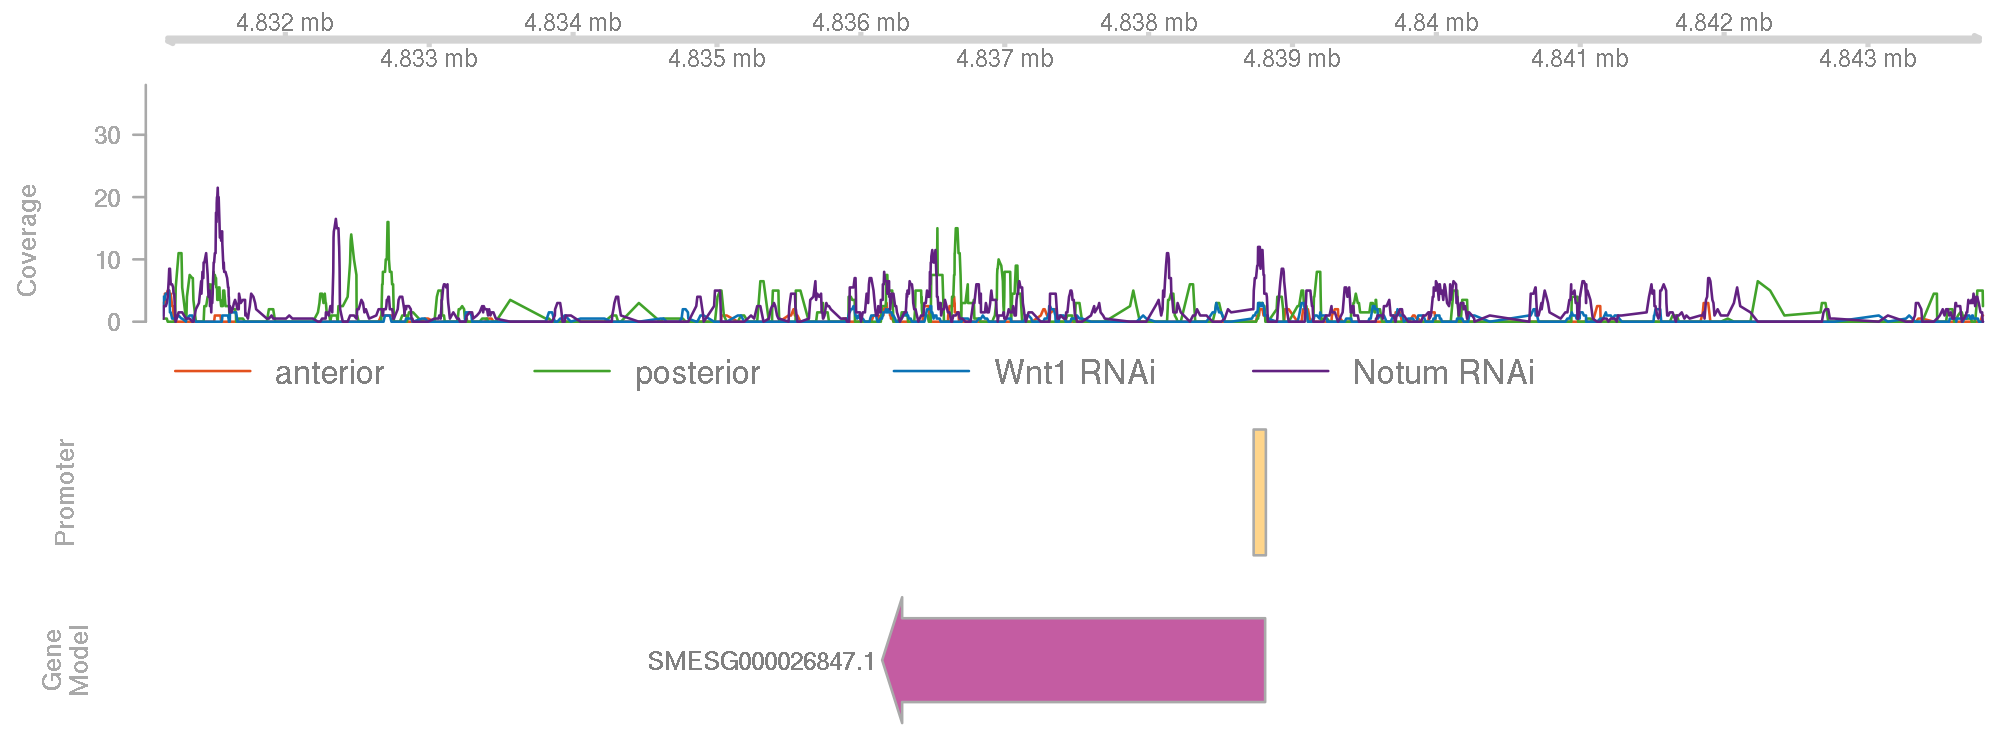 4.832 mb 4.834 mb 4.836 mb 4.838 mb 4.84 mb 4.842 mb
4.833 mb 4.835 mb 4.837 mb 4.839 mb 4.841 mb 4.843 mb
Coverage
30
20
10
0
anterior posterior Wnt1 RNAi Notum RNAi
Promoter
Gene
Model
SMESG000026847.1